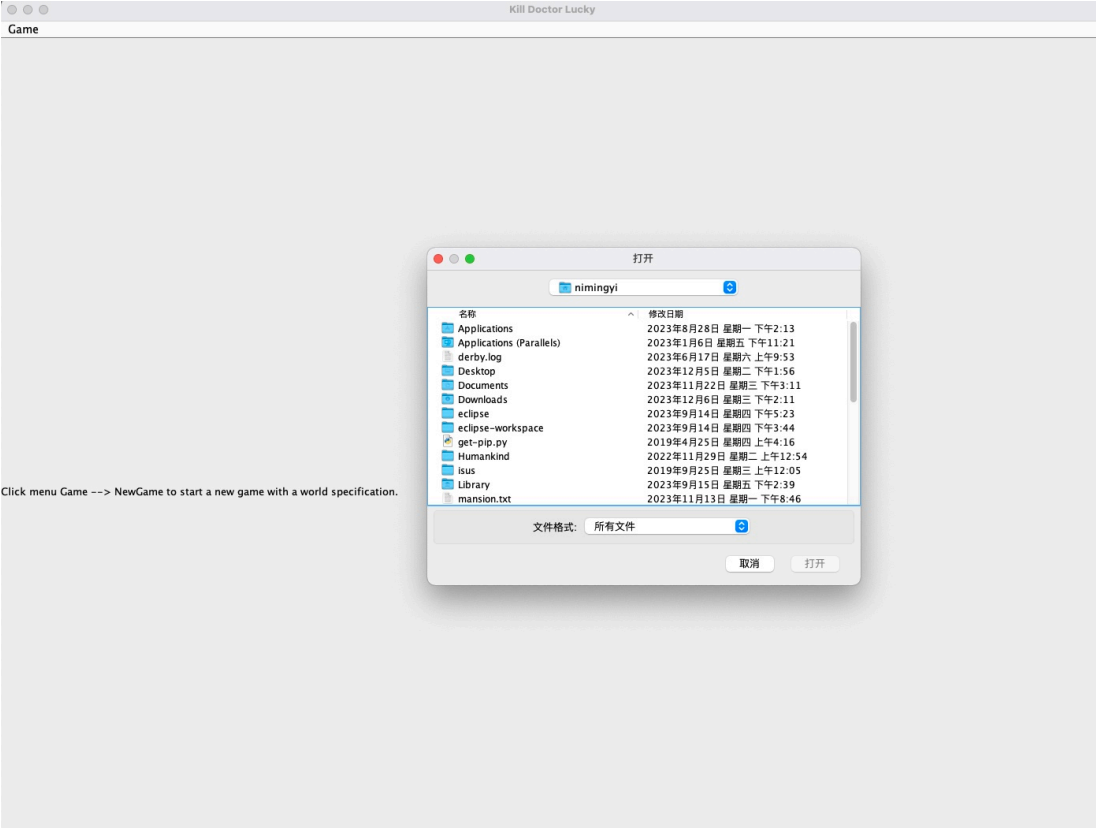 Kill Doctor Lucky
Game
打开
nimingyi
名称 修改日期
Applications 2023年8月28日 星期一 下午2:13
Applications (Parallels) 2023年1月6日 星期五 下午11:21
derby.log 2023年6月17日 星期六 上午9:53
Desktop 2023年12月5日 星期二 下午1:56
Documents 2023年11月22日 星期三 下午3:11
Downloads 2023年12月6日 星期三 下午2:11
eclipse 2023年9月14日 星期四 下午5:23
eclipse-workspace 2023年9月14日 星期四 下午3:44
get-pip.py 2019年4月25日 星期四 上午4:16
Humankind 2022年11月29日 星期二 上午12:54
isus 2019年9月25日 星期三 上午12:05
Library 2023年9月15日 星期五 下午2:39
Click menu Game --> NewGame to start a new game with a world specification.
mansion.txt 2023年11月13日 星期一 下午8:46
文件格式: 所有文件
取消 打开